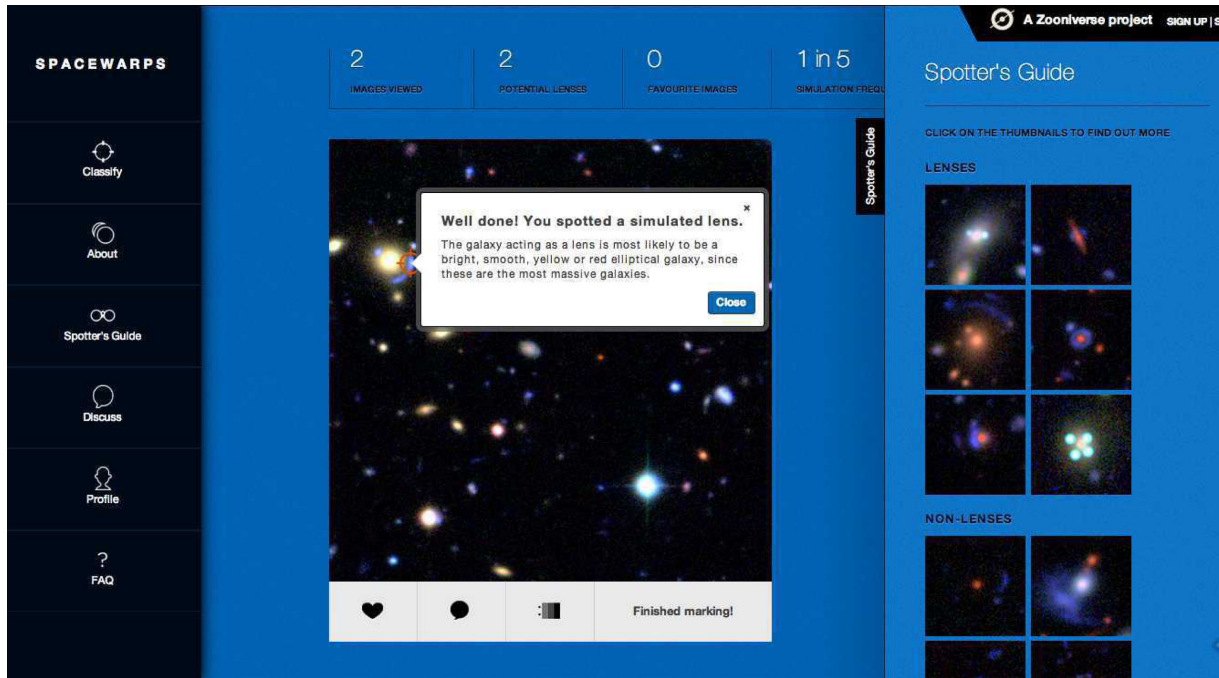 SPACEWARPS
Classify
About
Spotter's Guide
Discuss
Profile
?
FAQ
2
IMAGES VIEWED
2
POTENTIAL LENSES
0
FAVOURITE IMAGES
1 in 5
SIMULATION FREQU
Spotter's Guide
Well done! You spotted a simulated lens.
The galaxy acting as a lens is most likely to be a
bright, smooth, yellow or red elliptical galaxy, since
these are the most massive galaxies.
Close
Finished marking!
A Zooniverse project SIGN UP | S
Spotter's Guide
CLICK ON THE THUMBNAILS TO FIND OUT MORE
LENSES
NON-LENSES